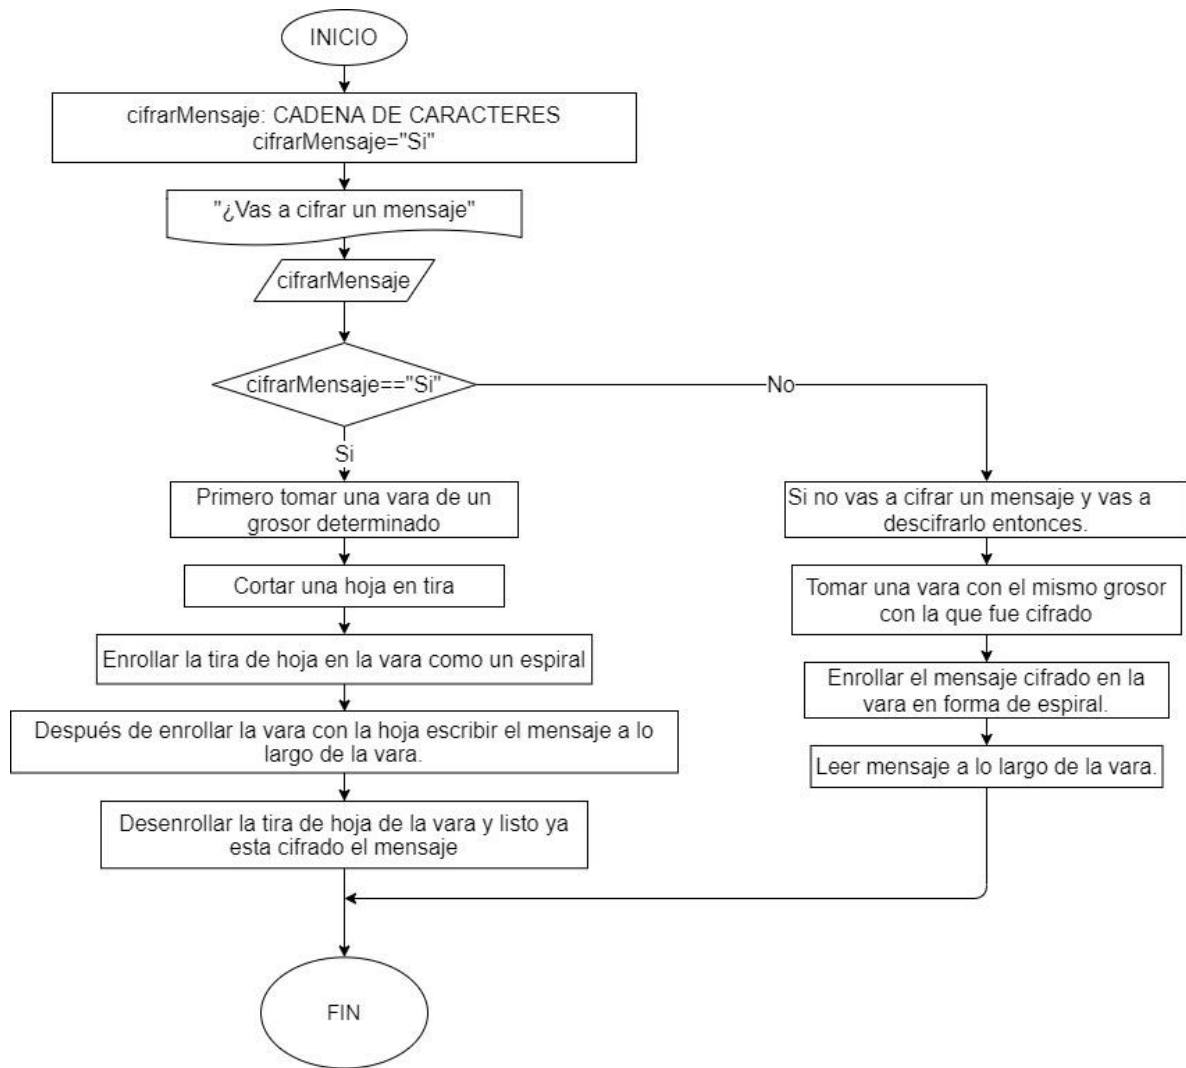 INICIO
cifrarMensaje: CADENA DE CARACTERES
cifrarMensaje="Si"
"¿Vas a cifrar un mensaje"
cifrarMensaje
cifrarMensaje=="Si"
No
Si
Primero tomar una vara de un
grosor determinado
Cortar una hoja en tira
Enrollar la tira de hoja en la vara como un espiral
Después de enrollar la vara con la hoja escribir el mensaje a lo
largo de la vara.
Desenrollar la tira de hoja de la vara y listo ya
esta cifrado el mensaje
Si no vas a cifrar un mensaje y vas a
descifrarlo entonces.
Tomar una vara con el mismo grosor
con la que fue cifrado
Enrollar el mensaje cifrado en la
vara en forma de espiral.
Leer mensaje a lo largo de la vara.
FIN